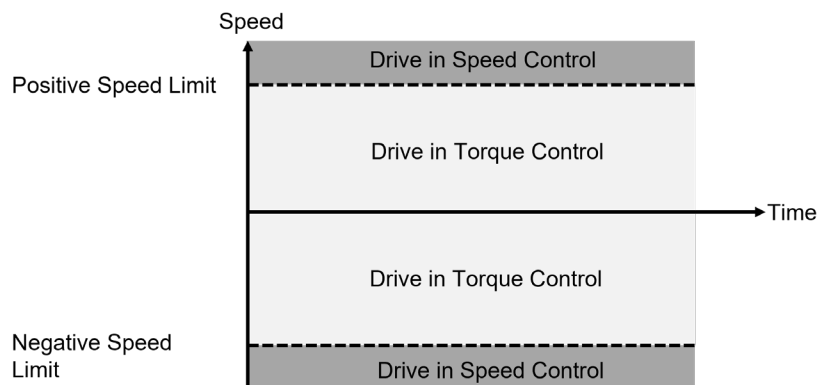 Speed
Drive in Speed Control
Positive Speed Limit
Drive in Torque Control
Time
Drive in Torque Control
Negative Speed
Limit
Drive in Speed Control